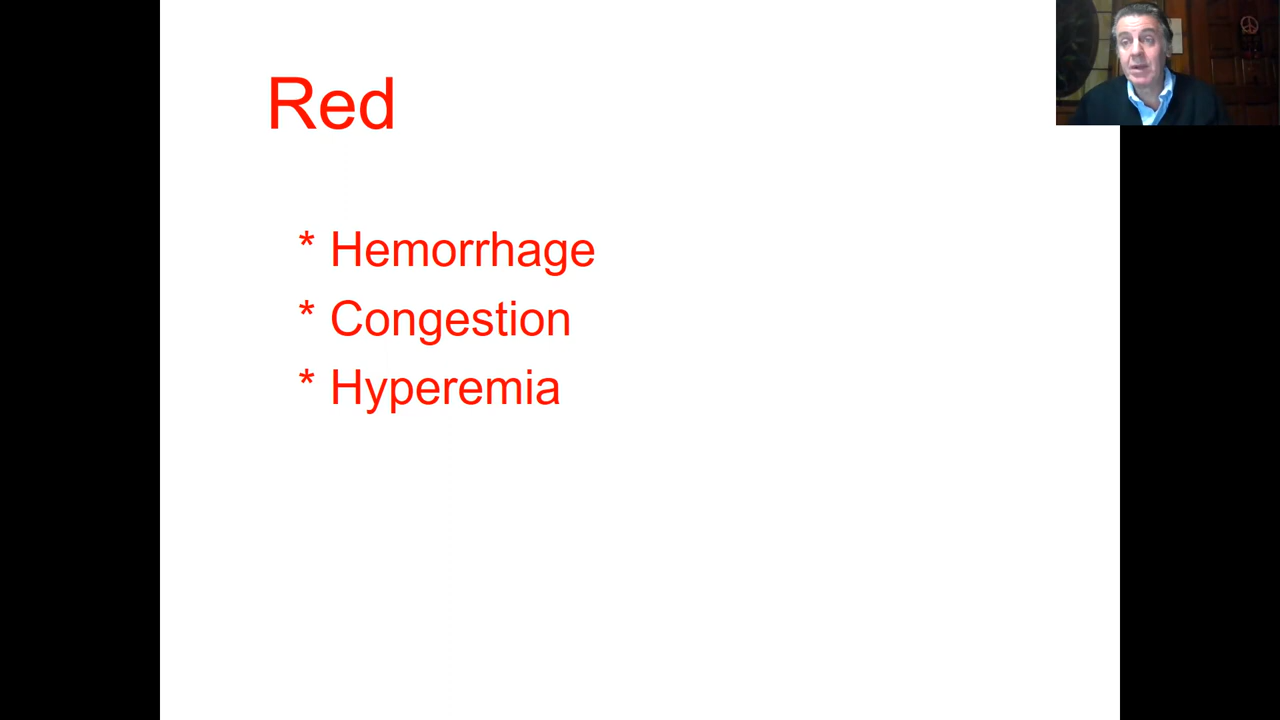 Red
* Hemorrhage
* Congestion
* Hyperemia